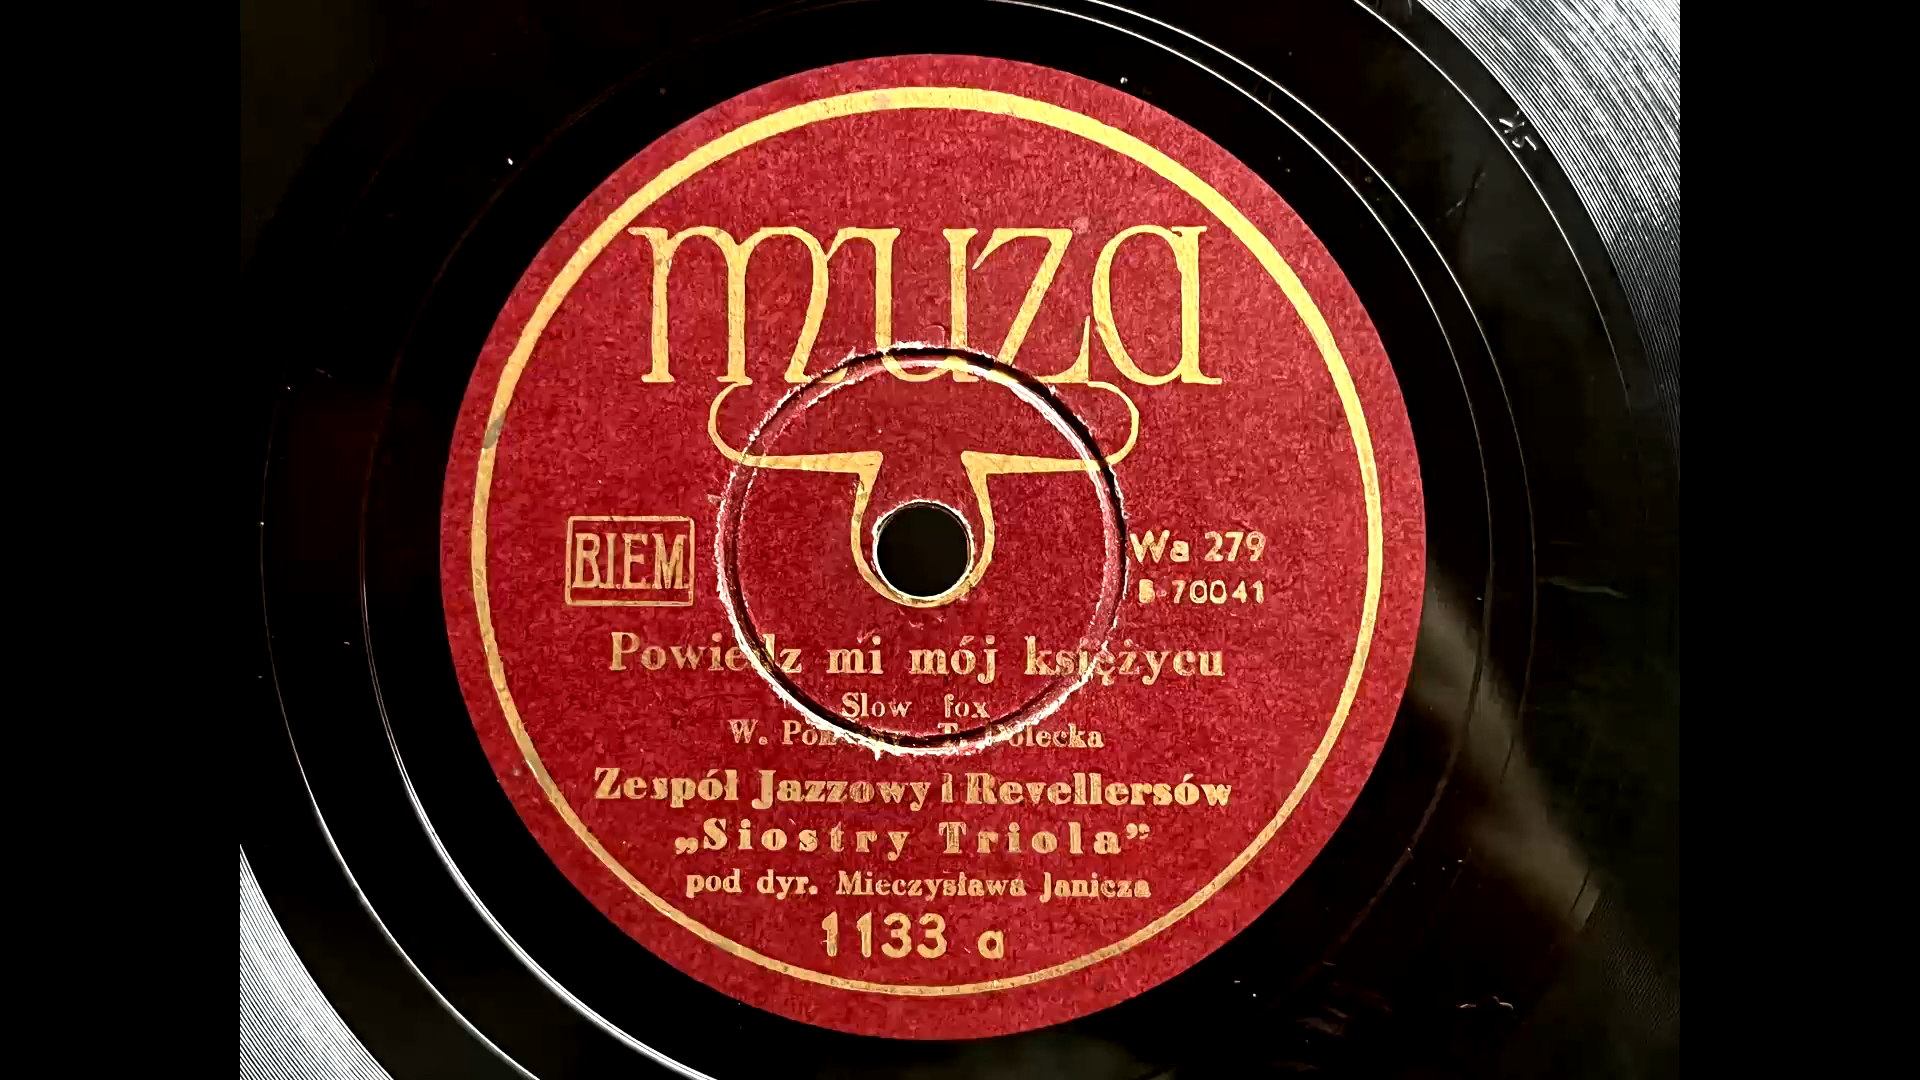 muza
B.I.E.M.
Wa 279
B-70041
Powiedz mi mój księżycu
Slow fox
W. T. Polecka
Zespół Jazzowy i Revellersów
„Siostry Triola”
pod dyr. Mieczysława Janicza
1133 a